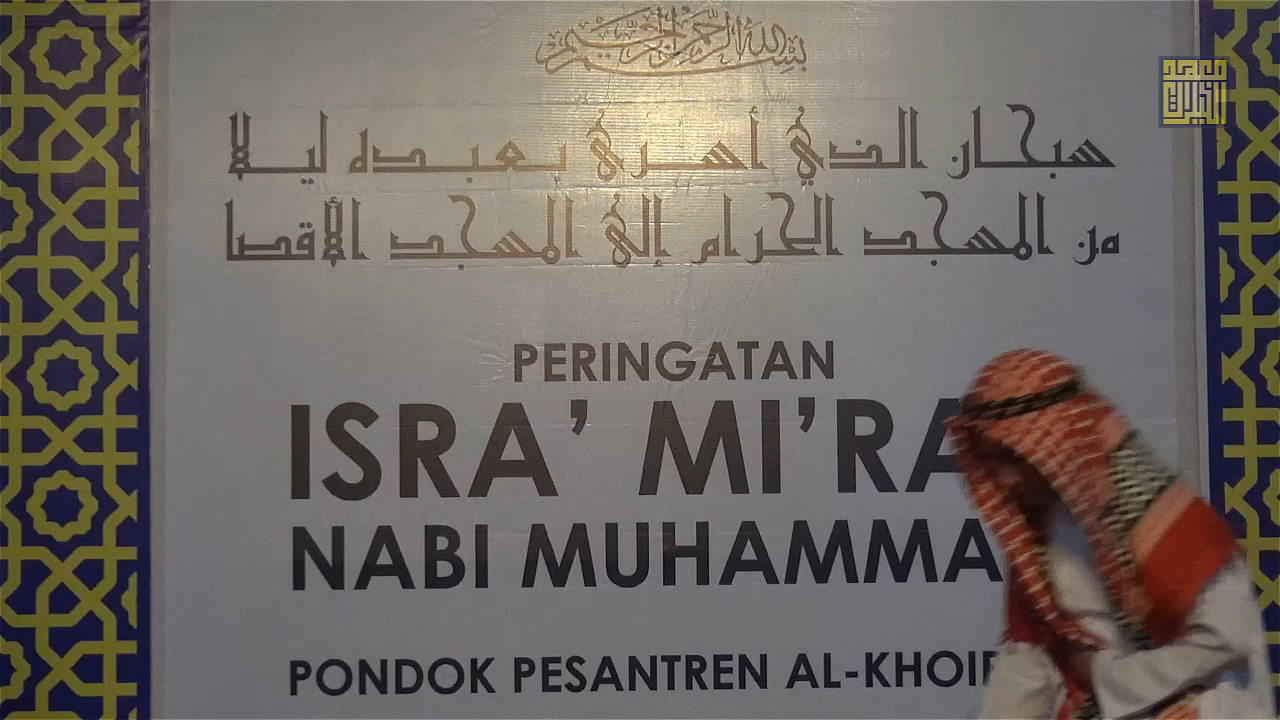 بسم الله الرحمن الرحيم
سبحان الذي أسرى بعبده ليلا
من المسجد الحرام إلى المسجد الأقصا
PERINGATAN
ISRA’ MI’RA
NABI MUHAMMA
PONDOK PESANTREN AL-KHOIR